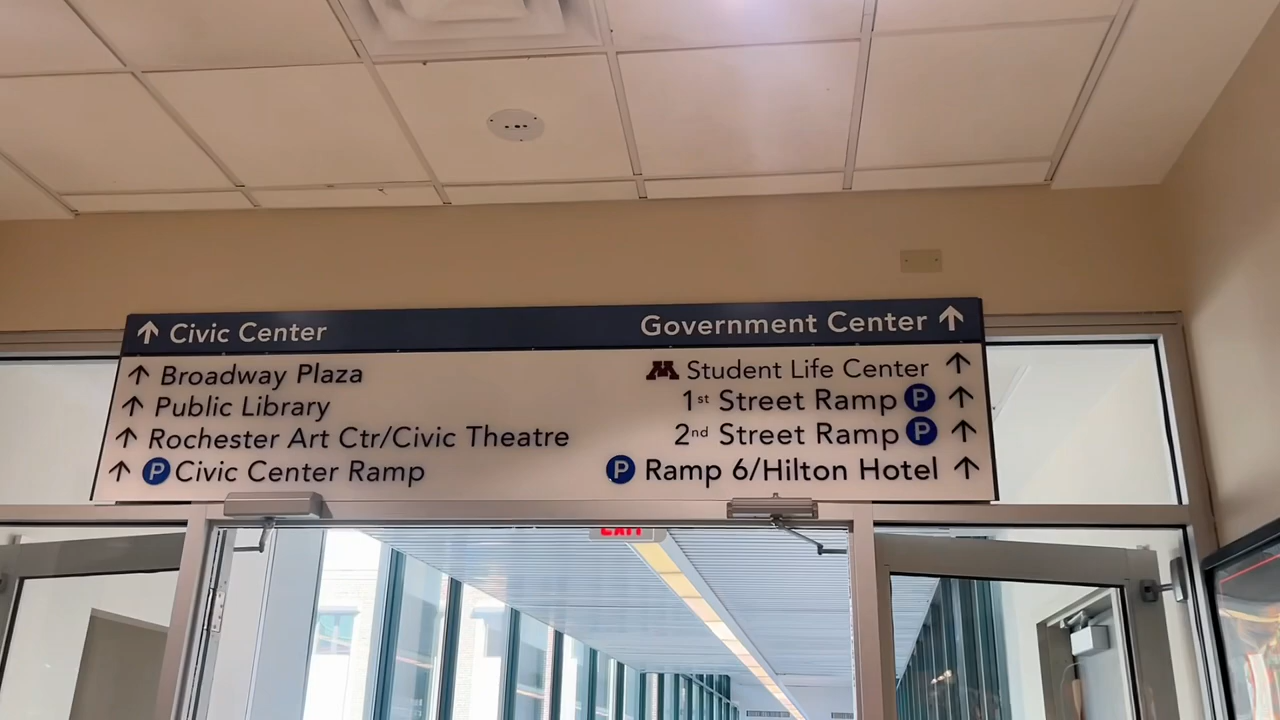 Civic Center
Broadway Plaza
Public Library
Rochester Art Ctr/Civic Theatre
P Civic Center Ramp
Government Center
M Student Life Center
1st Street Ramp P
2nd Street Ramp P
P Ramp 6/Hilton Hotel
EXIT